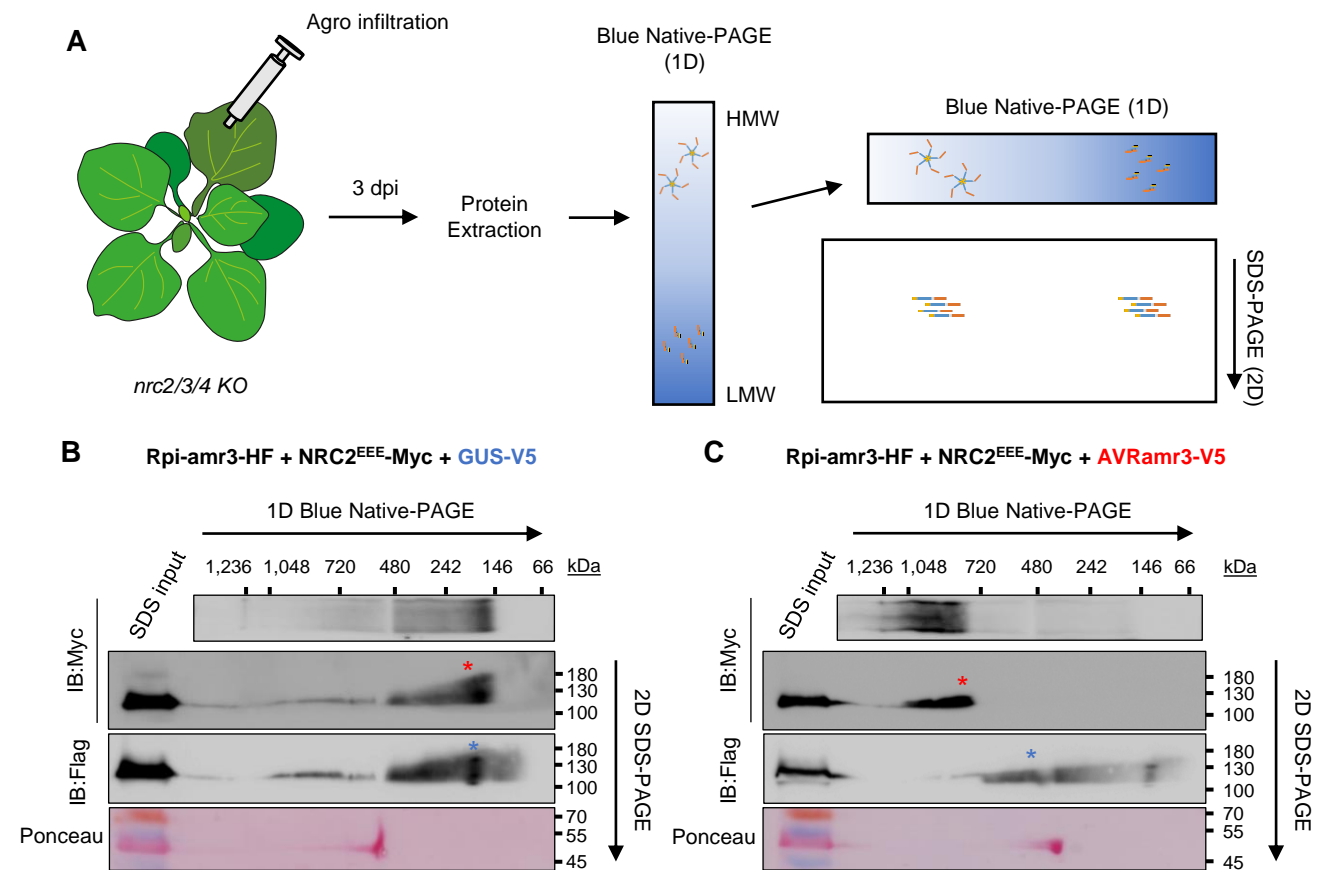 A
Agro infiltration
3 dpi
Protein
Extraction
nrc2/3/4 KO
Blue Native-PAGE
(1D)
HMW
LMW
Blue Native-PAGE (1D)
SDS-PAGE (2D)
B
Rpi-amr3-HF + NRC2EEE-Myc + GUS-V5
1D Blue Native-PAGE
SDS input
1,236 1,048 720 480 242 146 66 kDa
IB:Myc
* 180
130
100
IB:Flag
* 180
130
100
Ponceau
70
55
45
2D SDS-PAGE
C
Rpi-amr3-HF + NRC2EEE-Myc + AVRamr3-V5
1D Blue Native-PAGE
SDS input
1,236 1,048 720 480 242 146 66 kDa
IB:Myc
* 180
130
100
IB:Flag
* 180
130
100
Ponceau
70
55
45
2D SDS-PAGE